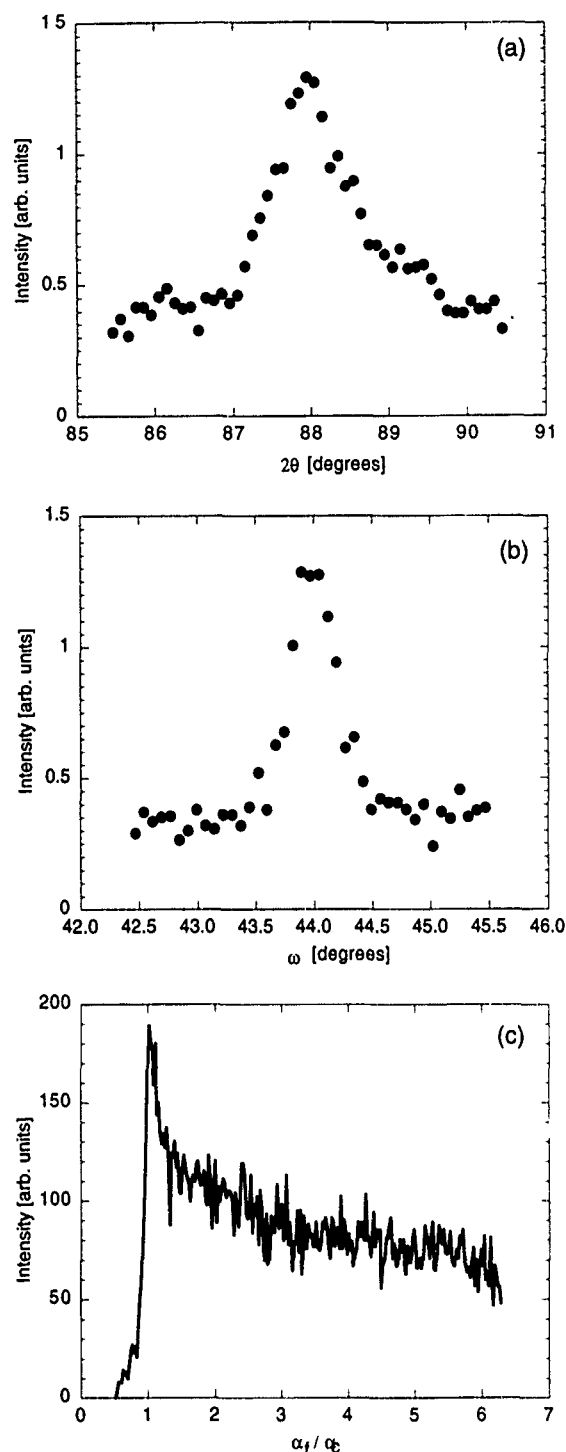 1 5
(a)
1
0.5
0
Intensity [arb. units]
85 86 87 88 89 90 91
2θ [degrees]
1.5
(b)
1
0.5
0
Intensity [arb. units]
42.0 42.5 43.0 43.5 44.0 44.5 45.0 45.5 46.0
ω [degrees]
200
(c)
150
100
50
0
Intensity [arb. units]
0 1 2 3 4 5 6 7
αf / αc